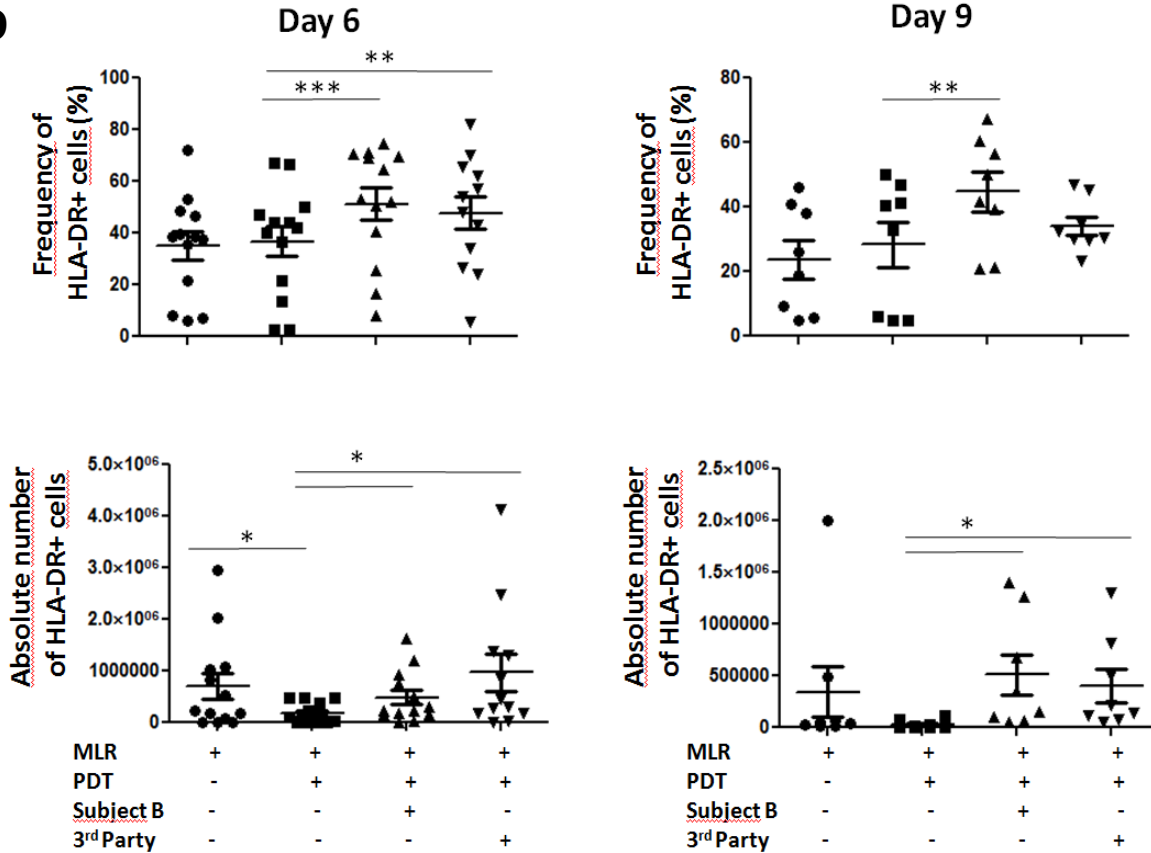 Day 6
Day 9
**
***
**
Frequency of
HLA-DR+ cells (%)
100
80
60
40
20
0
Frequency of
HLA-DR+ cells (%)
80
60
40
20
0
Absolute number
of HLA-DR+ cells
5.0×10⁰⁶
4.0×10⁰⁶
3.0×10⁰⁶
2.0×10⁰⁶
1000000
0
*
*
Absolute number
of HLA-DR+ cells
2.5×10⁰⁶
2.0×10⁰⁶
1.5×10⁰⁶
1000000
500000
0
*
MLR + + + +
PDT - + + +
Subject B - - + -
3rd Party - - - +
MLR + + + +
PDT - + + +
Subject B - - + -
3rd Party - - - +